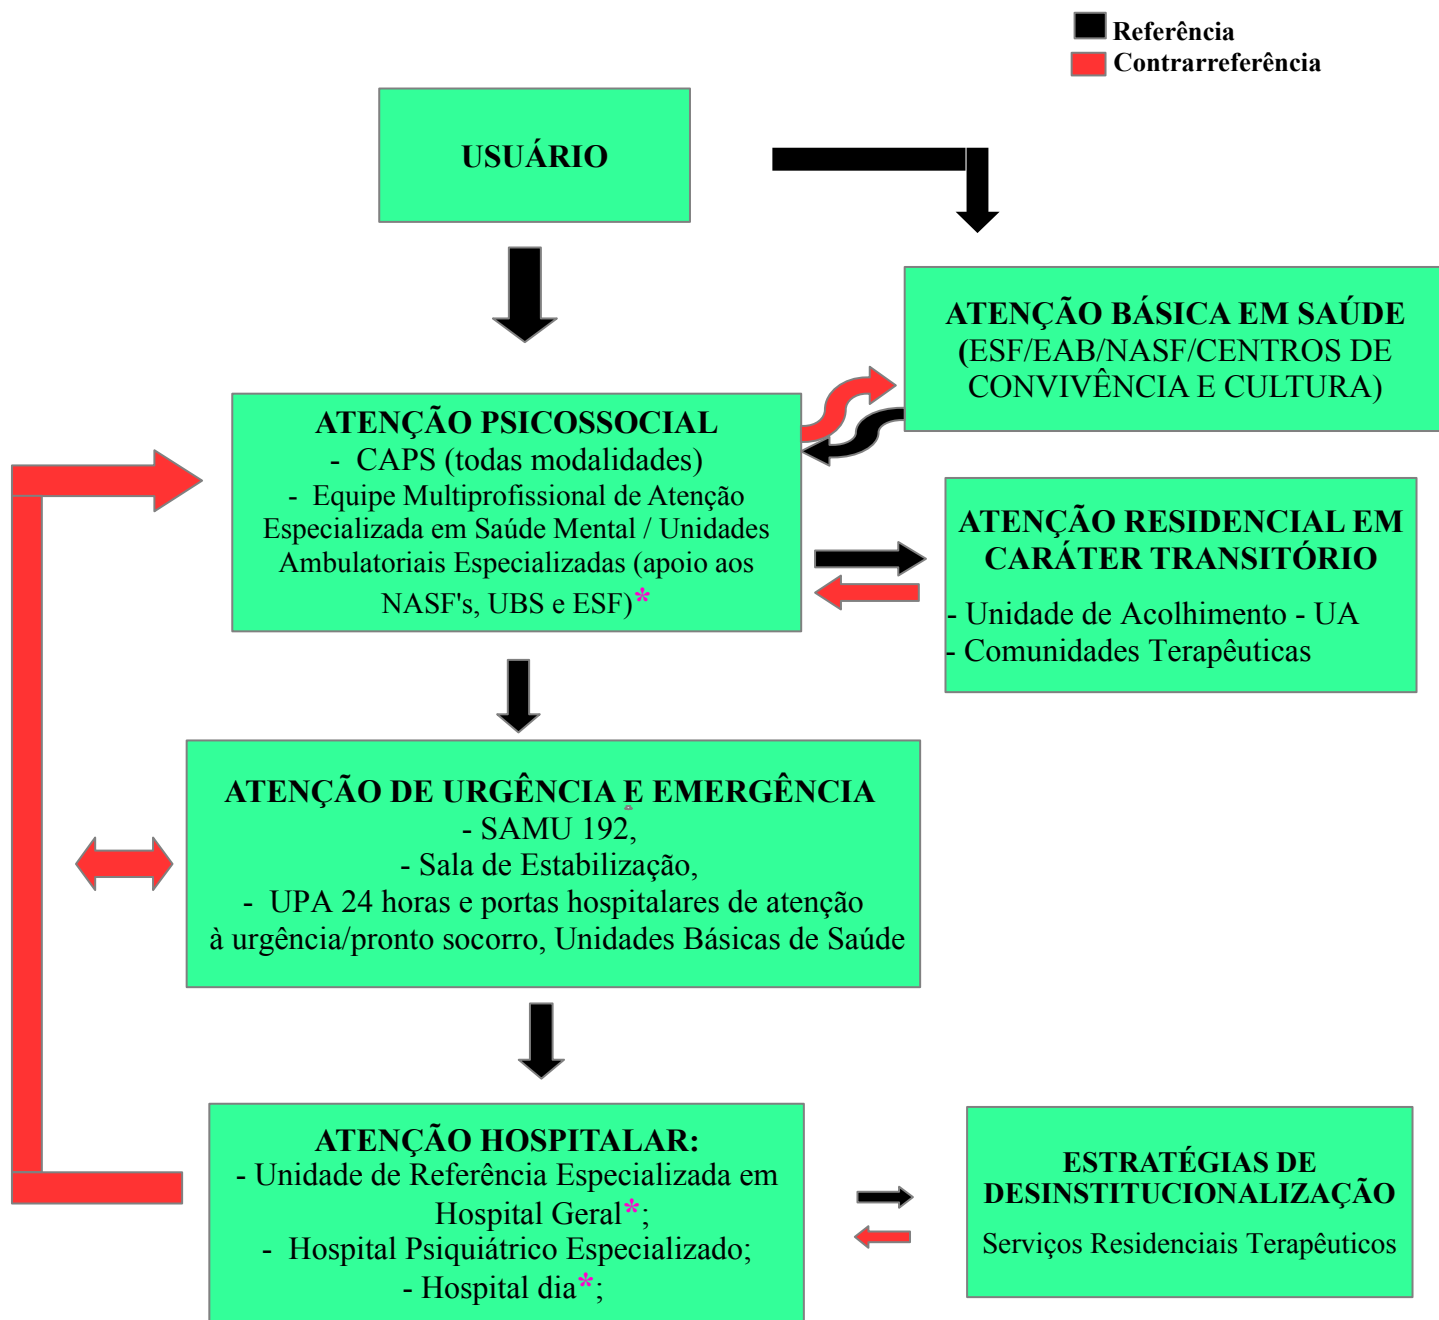 Referência
Contrarreferência
USUÁRIO
ATENÇÃO BÁSICA EM SAÚDE
(ESF/EAB/NASF/CENTROS DE
CONVIVÊNCIA E CULTURA)
ATENÇÃO PSICOSSOCIAL
- CAPS (todas modalidades)
- Equipe Multiprofissional de Atenção
Especializada em Saúde Mental / Unidades
Ambulatoriais Especializadas (apoio aos
NASF's, UBS e ESF)*
ATENÇÃO RESIDENCIAL EM
CARÁTER TRANSITÓRIO
- Unidade de Acolhimento - UA
- Comunidades Terapêuticas
ATENÇÃO DE URGÊNCIA E EMERGÊNCIA
- SAMU 192,
- Sala de Estabilização,
- UPA 24 horas e portas hospitalares de atenção
à urgência/pronto socorro, Unidades Básicas de Saúde
ATENÇÃO HOSPITALAR:
- Unidade de Referência Especializada em
Hospital Geral*;
- Hospital Psiquiátrico Especializado;
- Hospital dia*;
ESTRATÉGIAS DE
DESINSTITUCIONALIZAÇÃO
Serviços Residenciais Terapêuticos